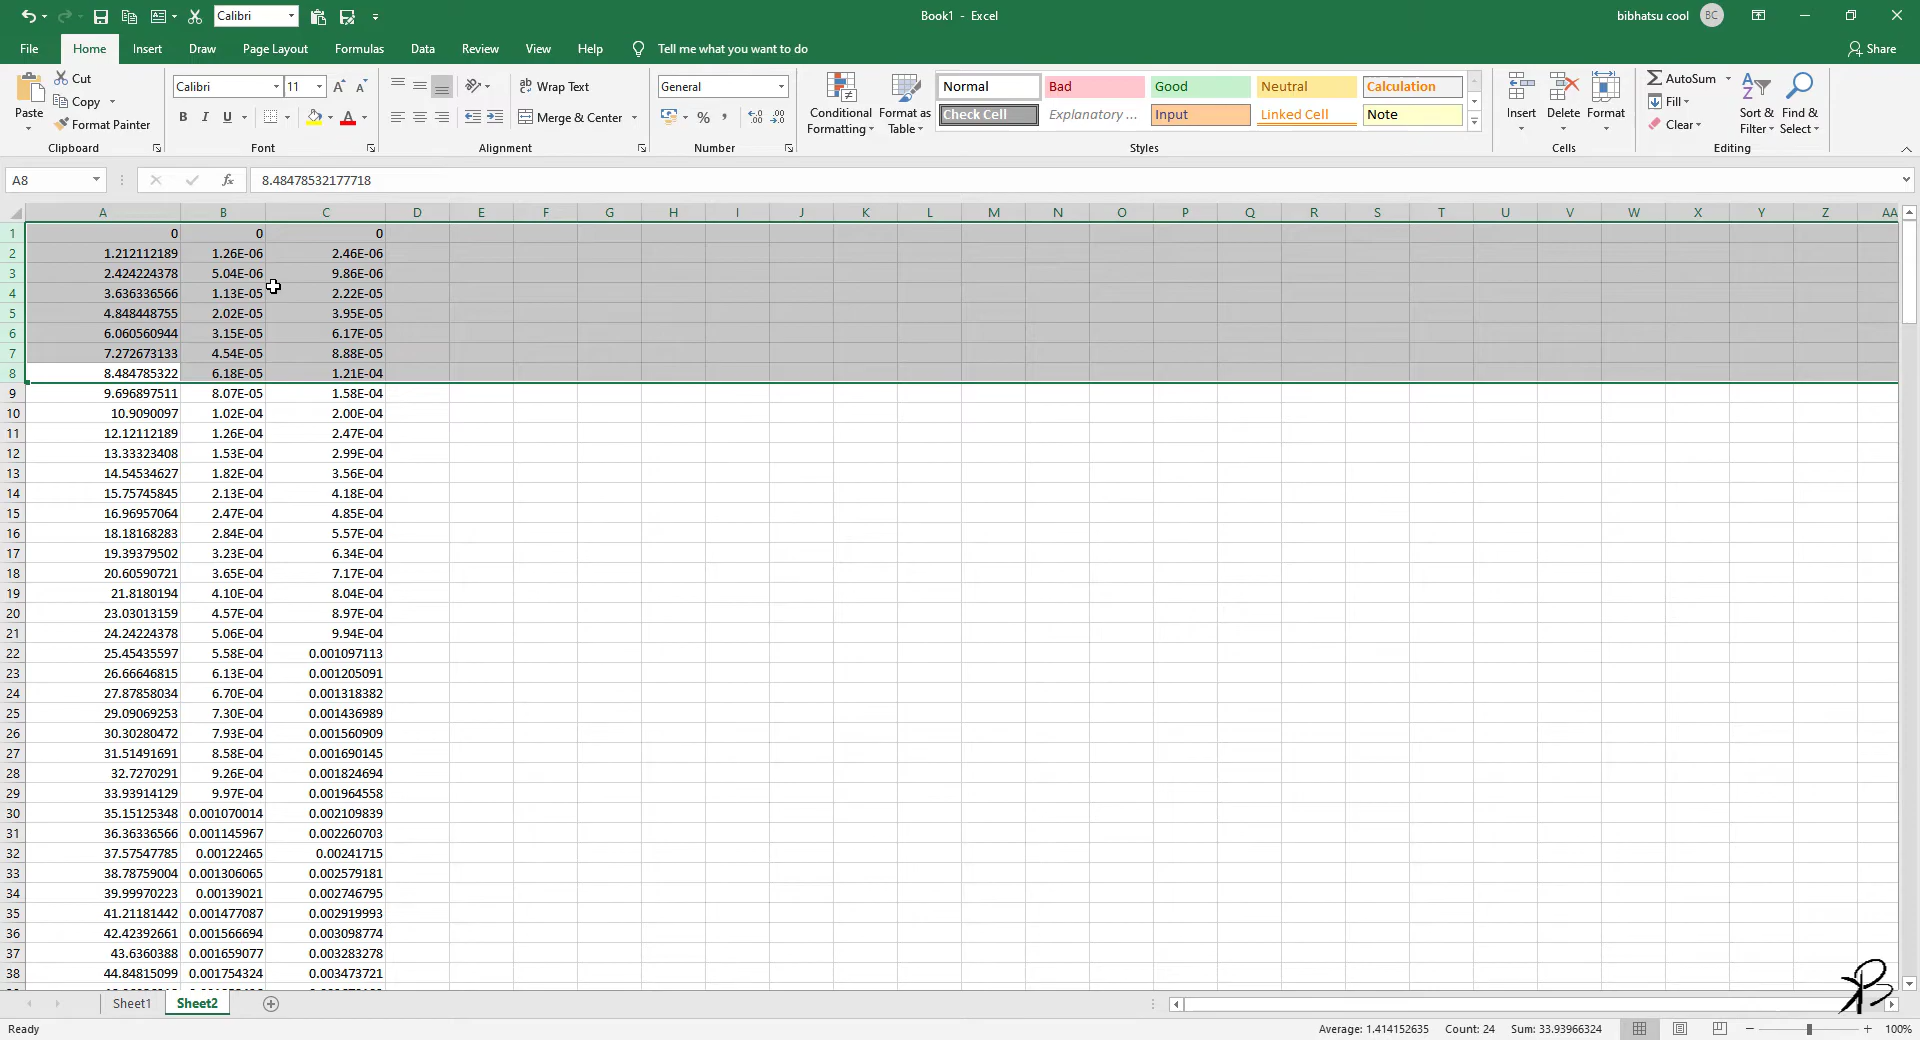 Calibri
Book1 - Excel
bibhatsu cool BC
File Home Insert Draw Page Layout Formulas Data Review View Help Tell me what you want to do Share
Paste
Cut
Copy
Format Painter
Clipboard
Calibri 11
A A
B I U A
Font
ab Wrap Text
Merge & Center
Alignment
General
% ,
Number
Conditional Formatting
Format as Table
Normal Bad Good Neutral Calculation
Check Cell Explanatory ... Input Linked Cell Note
Styles
Insert Delete Format
Cells
AutoSum
Fill
Clear
Sort & Filter
Find & Select
Editing
A8 fx 8.48478532177718
A B C D E F G H I J K L M N O P Q R S T U V W X Y Z AA
1 0 0 0
2 1.212112189 1.26E-06 2.46E-06
3 2.424224378 5.04E-06 9.86E-06
4 3.636336566 1.13E-05 2.22E-05
5 4.848448755 2.02E-05 3.95E-05
6 6.060560944 3.15E-05 6.17E-05
7 7.272673133 4.54E-05 8.88E-05
8 8.484785322 6.18E-05 1.21E-04
9 9.696897511 8.07E-05 1.58E-04
10 10.9090097 1.02E-04 2.00E-04
11 12.12112189 1.26E-04 2.47E-04
12 13.33323408 1.53E-04 2.99E-04
13 14.54534627 1.82E-04 3.56E-04
14 15.75745845 2.13E-04 4.18E-04
15 16.96957064 2.47E-04 4.85E-04
16 18.18168283 2.84E-04 5.57E-04
17 19.39379502 3.23E-04 6.34E-04
18 20.60590721 3.65E-04 7.17E-04
19 21.8180194 4.10E-04 8.04E-04
20 23.03013159 4.57E-04 8.97E-04
21 24.24224378 5.06E-04 9.94E-04
22 25.45435597 5.58E-04 0.001097113
23 26.66646815 6.13E-04 0.001205091
24 27.87858034 6.70E-04 0.001318382
25 29.09069253 7.30E-04 0.001436989
26 30.30280472 7.93E-04 0.001560909
27 31.51491691 8.58E-04 0.001690145
28 32.7270291 9.26E-04 0.001824694
29 33.93914129 9.97E-04 0.001964558
30 35.15125348 0.001070014 0.002109839
31 36.36336566 0.001145967 0.002260703
32 37.57547785 0.00122465 0.00241715
33 38.78759004 0.001306065 0.002579181
34 39.99970223 0.00139021 0.002746795
35 41.21181442 0.001477087 0.002919993
36 42.42392661 0.001566694 0.003098774
37 43.6360388 0.001659077 0.003283278
38 44.84815099 0.001754324 0.003473721
Sheet1 Sheet2
Ready
Average: 1.414152635 Count: 24 Sum: 33.93966324 100%